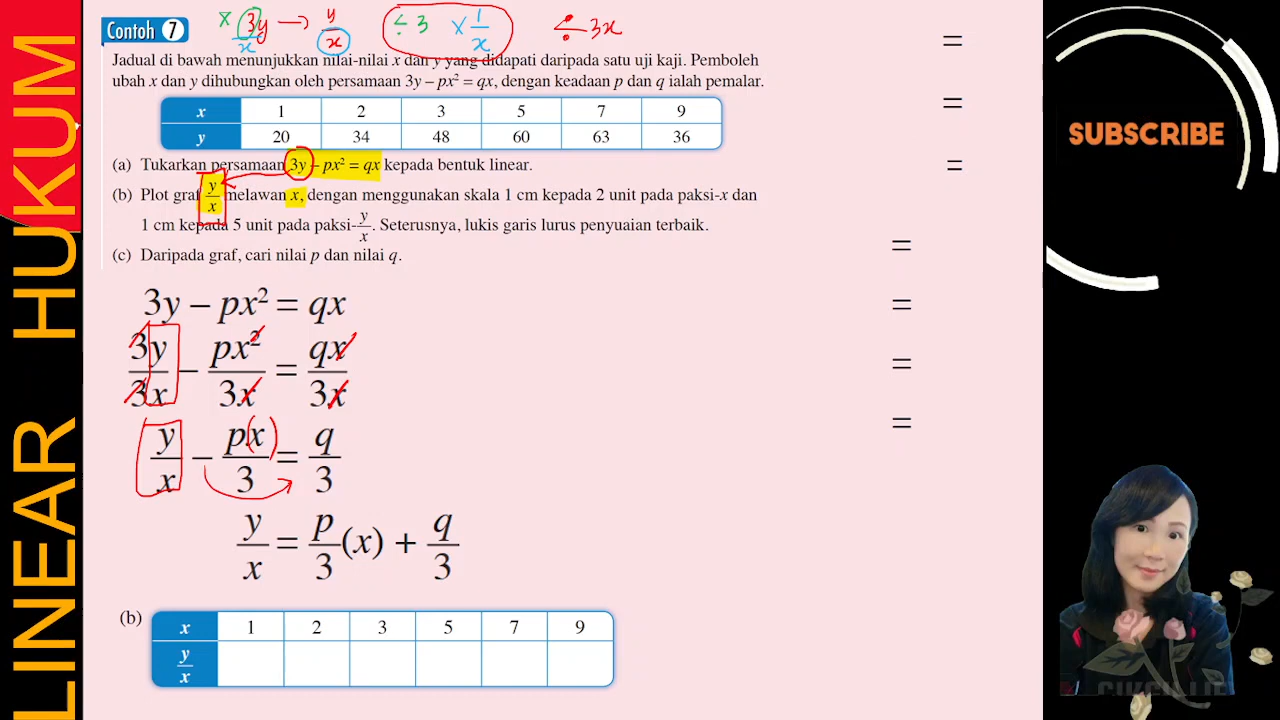 LINEAR HUKUM
× 3y/x → y/x ÷ 3 × 1/x ÷ 3x
Contoh 7
Jadual di bawah menunjukkan nilai-nilai x dan y yang didapati daripada satu uji kaji. Pemboleh
ubah x dan y dihubungkan oleh persamaan 3y – px² = qx, dengan keadaan p dan q ialah pemalar.
x 1 2 3 5 7 9
y 20 34 48 60 63 36
(a) Tukarkan persamaan 3y – px² = qx kepada bentuk linear.
(b) Plot graf y/x melawan x, dengan menggunakan skala 1 cm kepada 2 unit pada paksi-x dan
1 cm kepada 5 unit pada paksi-y/x. Seterusnya, lukis garis lurus penyuaian terbaik.
(c) Daripada graf, cari nilai p dan nilai q.
3y – px² = qx
3y/3x – px²/3x = qx/3x
y/x – px/3 = q/3
y/x = p/3 (x) + q/3
(b)
x 1 2 3 5 7 9
y/x
=
=
=
=
=
=
=
SUBSCRIBE